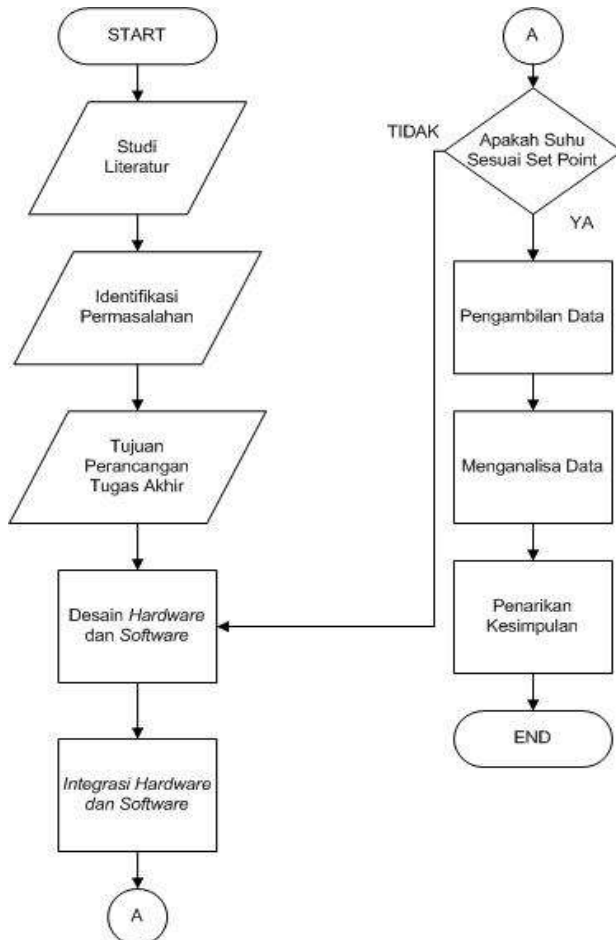 START
Studi
Literatur
Identifikasi
Permasalahan
Tujuan
Perancangan
Tugas Akhir
Desain Hardware
dan Software
Integrasi Hardware
dan Software
A
A
Apakah Suhu
Sesuai Set Point
TIDAK
YA
Pengambilan Data
Menganalisa Data
Penarikan
Kesimpulan
END